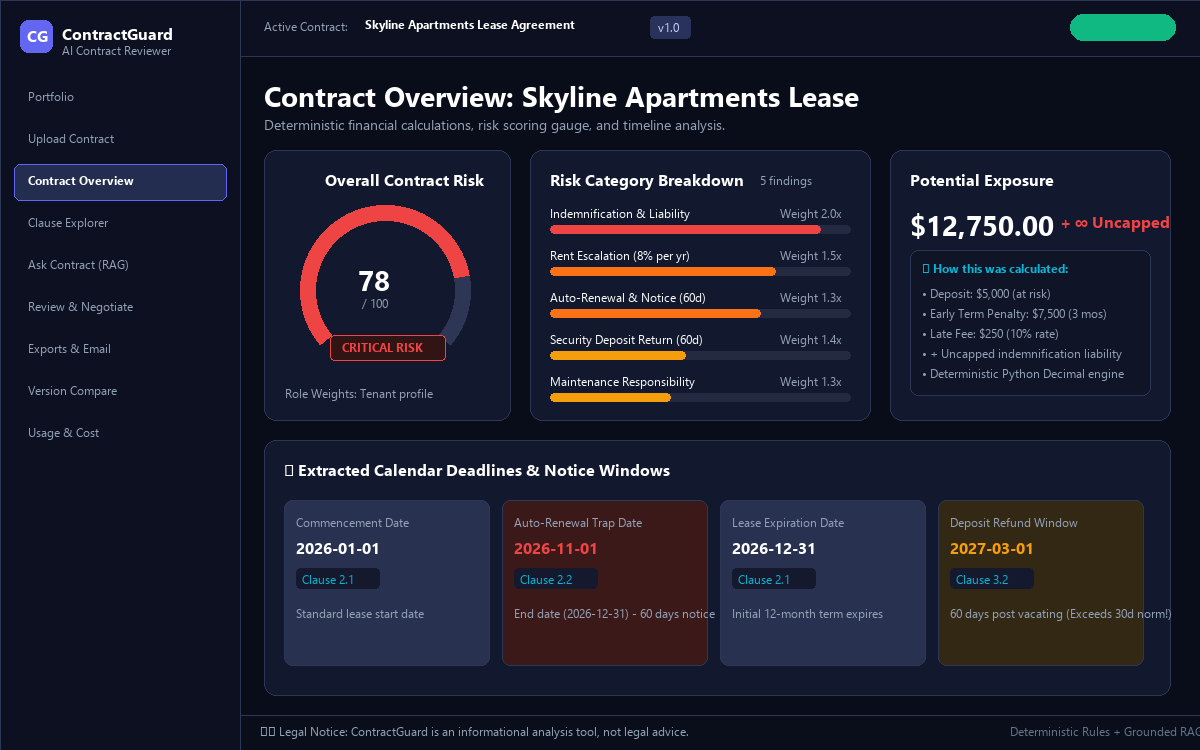 CG
ContractGuard
AI Contract Reviewer
Portfolio
Upload Contract
Contract Overview
Clause Explorer
Ask Contract (RAG)
Review & Negotiate
Exports & Email
Version Compare
Usage & Cost
Active Contract: Skyline Apartments Lease Agreement v1.0
Contract Overview: Skyline Apartments Lease
Deterministic financial calculations, risk scoring gauge, and timeline analysis.
Overall Contract Risk
78
/ 100
CRITICAL RISK
Role Weights: Tenant profile
Risk Category Breakdown 5 findings
Indemnification & Liability Weight 2.0x
Rent Escalation (8% per yr) Weight 1.5x
Auto-Renewal & Notice (60d) Weight 1.3x
Security Deposit Return (60d) Weight 1.4x
Maintenance Responsibility Weight 1.3x
Potential Exposure
$12,750.00 + ∞ Uncapped
How this was calculated:
• Deposit: $5,000 (at risk)
• Early Term Penalty: $7,500 (3 mos)
• Late Fee: $250 (10% rate)
• + Uncapped indemnification liability
• Deterministic Python Decimal engine
Extracted Calendar Deadlines & Notice Windows
Commencement Date
2026-01-01
Clause 2.1
Standard lease start date
Auto-Renewal Trap Date
2026-11-01
Clause 2.2
End date (2026-12-31) - 60 days notice
Lease Expiration Date
2026-12-31
Clause 2.1
Initial 12-month term expires
Deposit Refund Window
2027-03-01
Clause 3.2
60 days post vacating (Exceeds 30d norm!)
Legal Notice: ContractGuard is an informational analysis tool, not legal advice.
Deterministic Rules + Grounded RAG